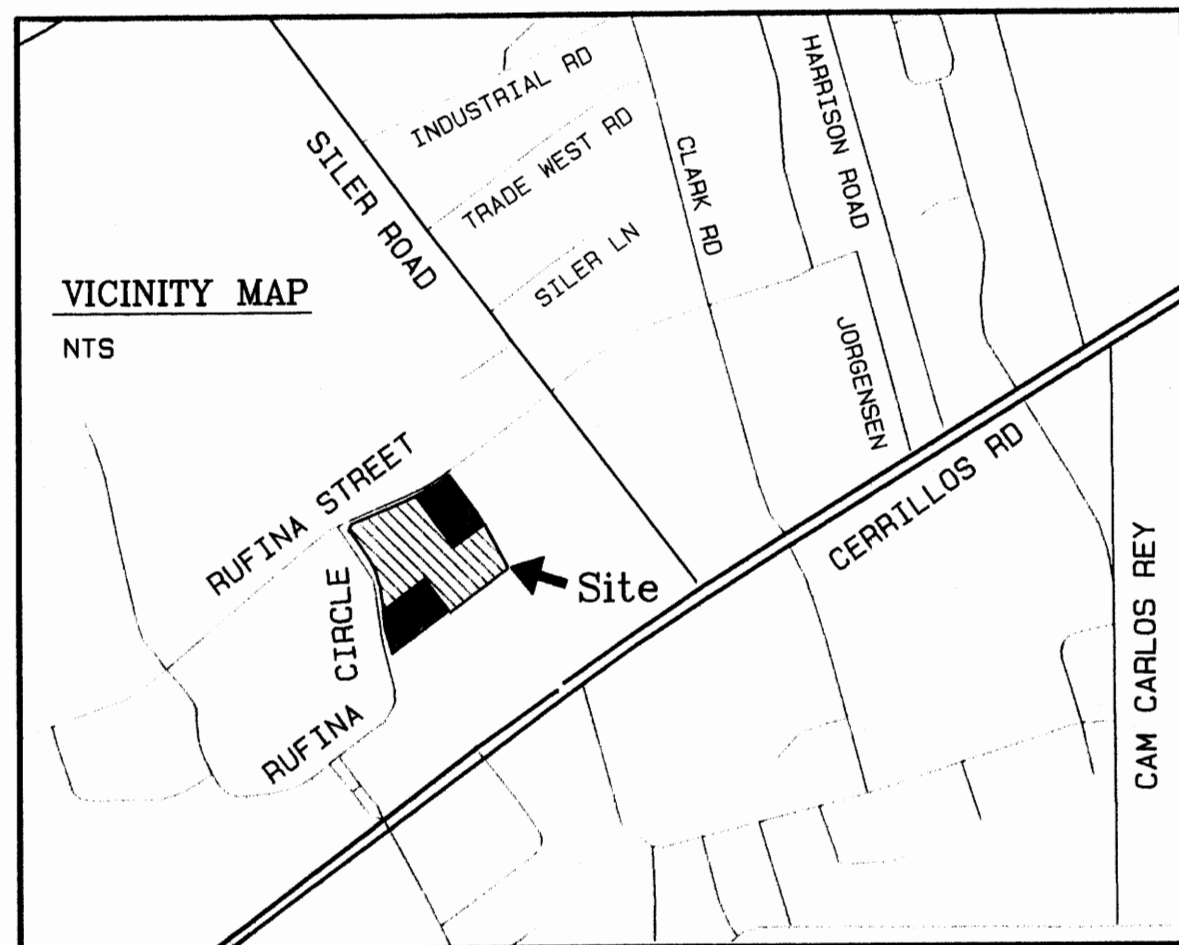 INDUSTRIAL RD
HARRISON ROAD
TRADE WEST RD
SILER ROAD
CLARK RD
SILER LN
VICINITY MAP
NTS
JORGENSEN
RUFINA STREET
CERRILLOS RD
Site
CAM CARLOS REY
RUFINA CIRCLE